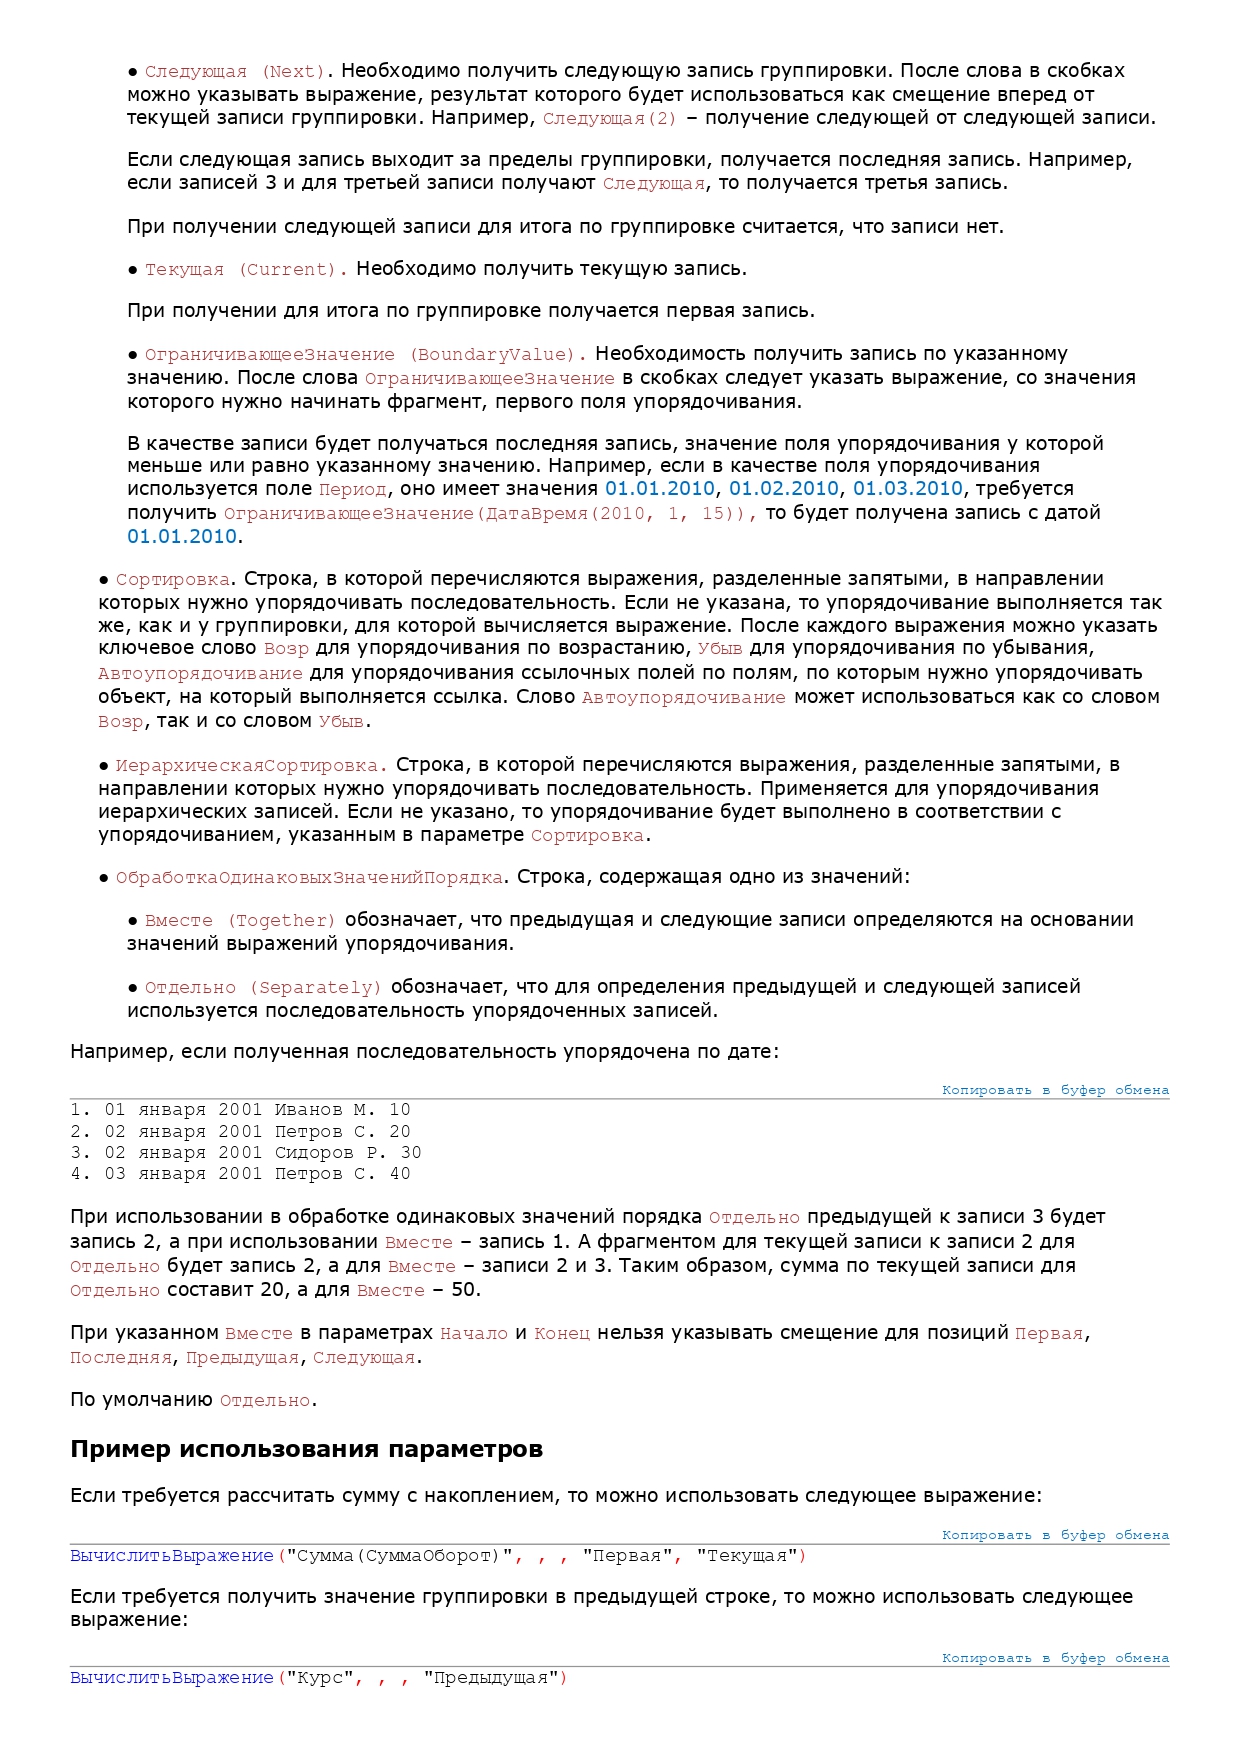 ● Следующая (Next). Необходимо получить следующую запись группировки. После слова в скобках
можно указывать выражение, результат которого будет использоваться как смещение вперед от
текущей записи группировки. Например, Следующая(2) – получение следующей от следующей записи.
Если следующая запись выходит за пределы группировки, получается последняя запись. Например,
если записей 3 и для третьей записи получают Следующая, то получается третья запись.
При получении следующей записи для итога по группировке считается, что записи нет.
● Текущая (Current). Необходимо получить текущую запись.
При получении для итога по группировке получается первая запись.
● ОграничивающееЗначение (BoundaryValue). Необходимость получить запись по указанному
значению. После слова ОграничивающееЗначение в скобках следует указать выражение, со значения
которого нужно начинать фрагмент, первого поля упорядочивания.
В качестве записи будет получаться последняя запись, значение поля упорядочивания у которой
меньше или равно указанному значению. Например, если в качестве поля упорядочивания
используется поле Период, оно имеет значения 01.01.2010, 01.02.2010, 01.03.2010, требуется
получить ОграничивающееЗначение(ДатаВремя(2010, 1, 15)), то будет получена запись с датой
01.01.2010.
● Сортировка. Строка, в которой перечисляются выражения, разделенные запятыми, в направлении
которых нужно упорядочивать последовательность. Если не указана, то упорядочивание выполняется так
же, как и у группировки, для которой вычисляется выражение. После каждого выражения можно указать
ключевое слово Возр для упорядочивания по возрастанию, Убыв для упорядочивания по убыванию,
Автоупорядочивание для упорядочивания ссылочных полей по полям, по которым нужно упорядочивать
объект, на который выполняется ссылка. Слово Автоупорядочивание может использоваться как со словом
Возр, так и со словом Убыв.
● ИерархическаяСортировка. Строка, в которой перечисляются выражения, разделенные запятыми, в
направлении которых нужно упорядочивать последовательность. Применяется для упорядочивания
иерархических записей. Если не указано, то упорядочивание будет выполнено в соответствии с
упорядочиванием, указанным в параметре Сортировка.
● ОбработкаОдинаковыхЗначенийПорядка. Строка, содержащая одно из значений:
● Вместе (Together) обозначает, что предыдущая и следующие записи определяются на основании
значений выражений упорядочивания.
● Отдельно (Separately) обозначает, что для определения предыдущей и следующей записей
используется последовательность упорядоченных записей.
Например, если полученная последовательность упорядочена по дате:
Копировать в буфер обмена
1. 01 января 2001 Иванов М. 10
2. 02 января 2001 Петров С. 20
3. 02 января 2001 Сидоров Р. 30
4. 03 января 2001 Петров С. 40
При использовании в обработке одинаковых значений порядка Отдельно предыдущей к записи 3 будет
запись 2, а при использовании Вместе – запись 1. А фрагментом для текущей записи к записи 2 для
Отдельно будет запись 2, а для Вместе – записи 2 и 3. Таким образом, сумма по текущей записи для
Отдельно составит 20, а для Вместе – 50.
При указанном Вместе в параметрах Начало и Конец нельзя указывать смещение для позиций Первая,
Последняя, Предыдущая, Следующая.
По умолчанию Отдельно.
Пример использования параметров
Если требуется рассчитать сумму с накоплением, то можно использовать следующее выражение:
Копировать в буфер обмена
ВычислитьВыражение("Сумма(СуммаОборот)", , , "Первая", "Текущая")
Если требуется получить значение группировки в предыдущей строке, то можно использовать следующее
выражение:
Копировать в буфер обмена
ВычислитьВыражение("Курс", , , "Предыдущая")